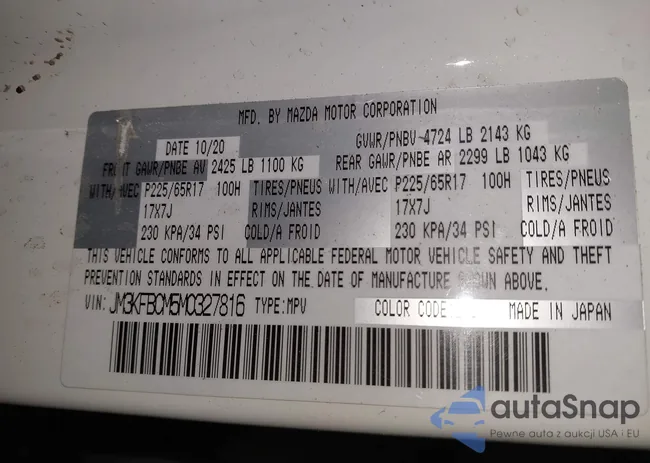 MFD. BY MAZDA MOTOR CORPORATION
DATE 10/20 GVWR/PNBV 4724 LB 2143 KG
FRONT GAWR/PNBE AV 2425 LB 1100 KG REAR GAWR/PNBE AR 2299 LB 1043 KG
WITH/AVEC P225/65R17 100H TIRES/PNEUS WITH/AVEC P225/65R17 100H TIRES/PNEUS
17X7J RIMS/JANTES 17X7J RIMS/JANTES
230 KPA/34 PSI COLD/A FROID 230 KPA/34 PSI COLD/A FROID
THIS VEHICLE CONFORMS TO ALL APPLICABLE FEDERAL MOTOR VEHICLE SAFETY AND THEFT
PREVENTION STANDARDS IN EFFECT ON THE DATE OF MANUFACTURE SHOWN ABOVE.
VIN: JM3KFBCM5M0327816 TYPE:MPV COLOR CODE: MADE IN JAPAN
autaSnap
Pewne auta z aukcji USA i EU